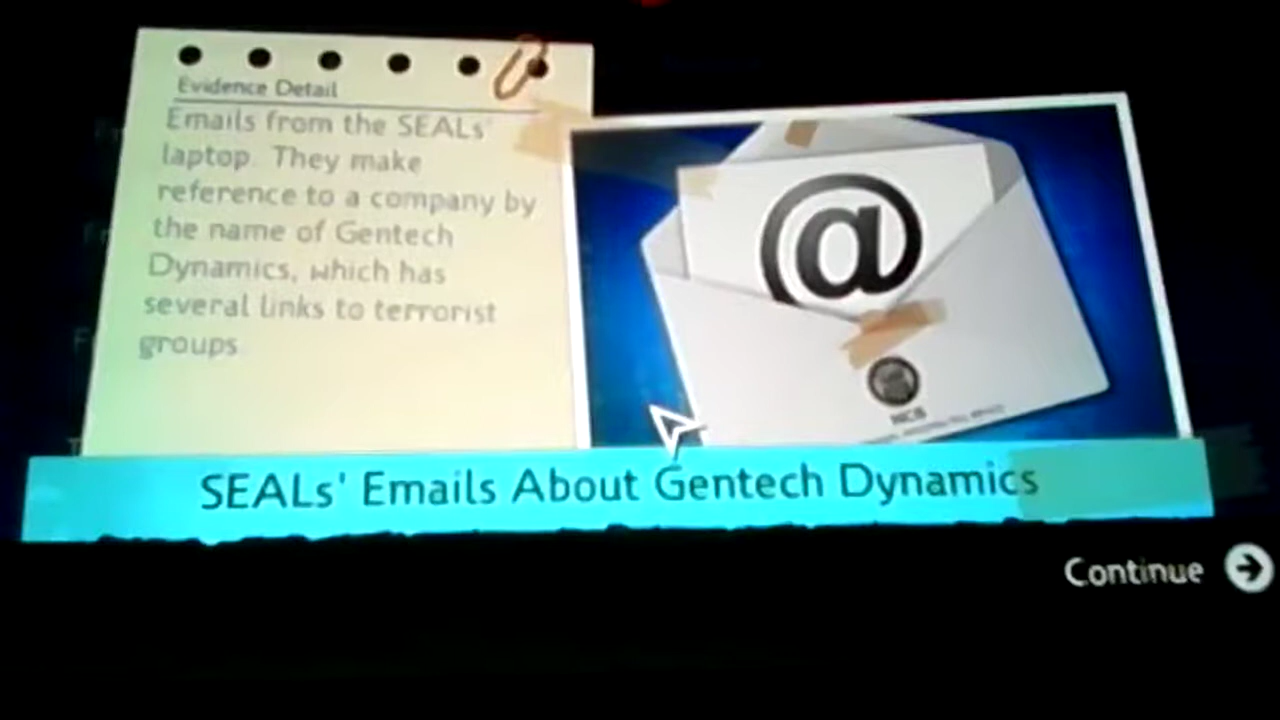 Evidence Detail
Emails from the SEALs'
laptop. They make
reference to a company by
the name of Gentech
Dynamics, which has
several links to terrorist
groups.
SEALs' Emails About Gentech Dynamics
Continue